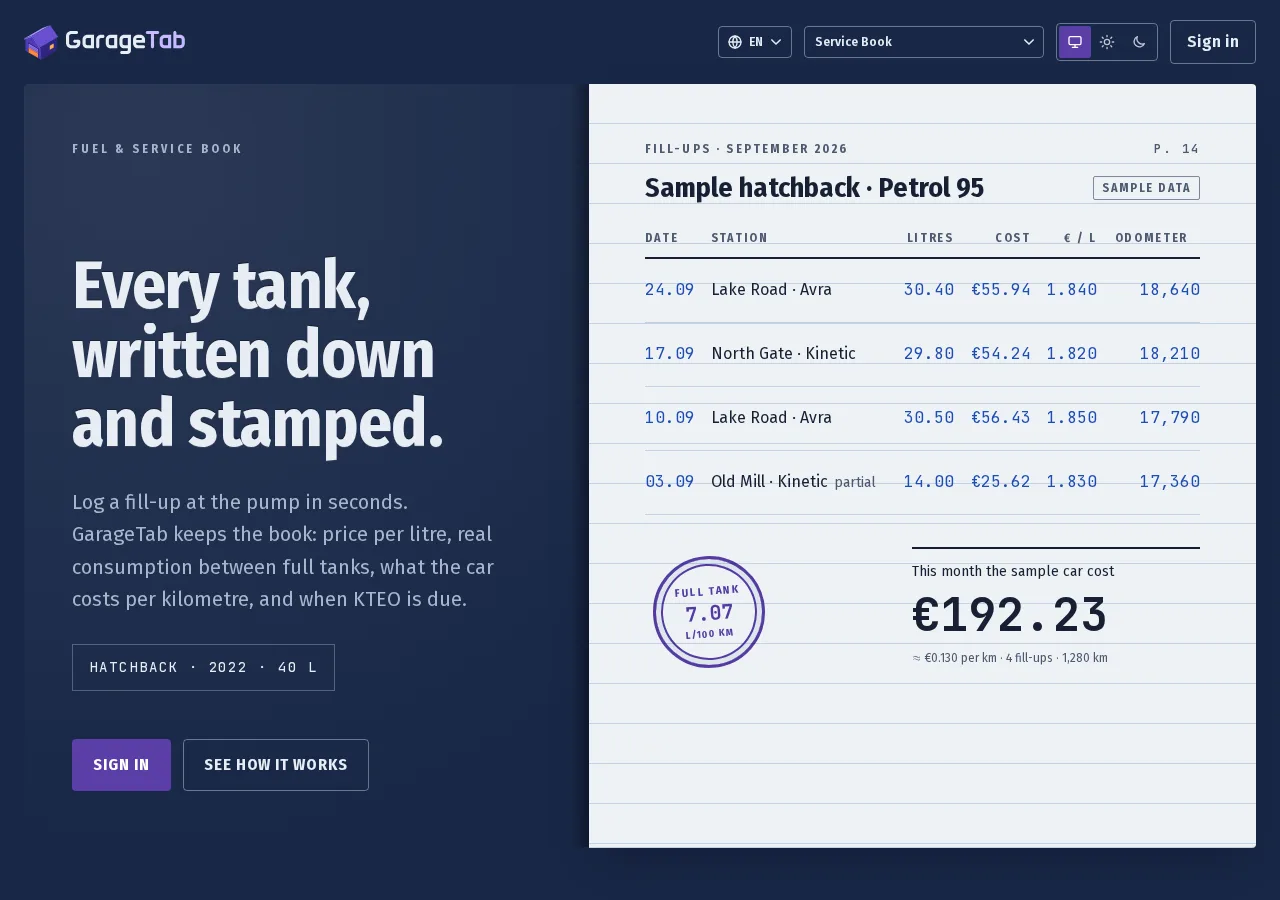 GarageTab
EN
Service Book
Sign in
FUEL & SERVICE BOOK
Every tank,
written down
and stamped.
Log a fill-up at the pump in seconds.
GarageTab keeps the book: price per litre, real
consumption between full tanks, what the car
costs per kilometre, and when KTEO is due.
HATCHBACK · 2022 · 40 L
SIGN IN
SEE HOW IT WORKS
FILL-UPS · SEPTEMBER 2026
P. 14
Sample hatchback · Petrol 95
SAMPLE DATA
DATE STATION LITRES COST € / L ODOMETER
24.09 Lake Road · Avra 30.40 €55.94 1.840 18,640
17.09 North Gate · Kinetic 29.80 €54.24 1.820 18,210
10.09 Lake Road · Avra 30.50 €56.43 1.850 17,790
03.09 Old Mill · Kinetic partial 14.00 €25.62 1.830 17,360
FULL TANK
7.07
L/100 KM
This month the sample car cost
€192.23
≈ €0.130 per km · 4 fill-ups · 1,280 km